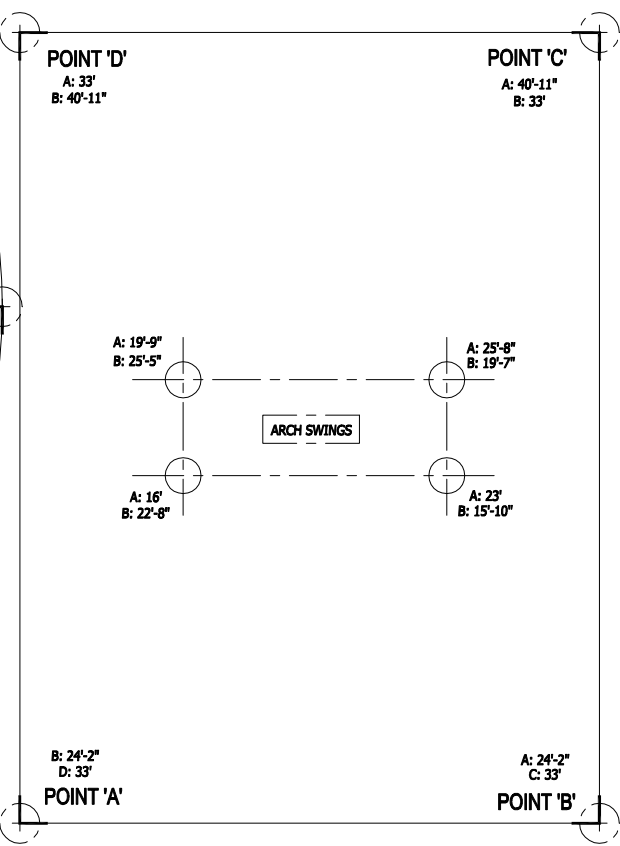 POINT 'D'
A: 33'
B: 40'-11"
POINT 'C'
A: 40'-11"
B: 33'
A: 19'-9"
B: 25'-5"
A: 25'-8"
B: 19'-7"
ARCH SWINGS
A: 16'
B: 22'-8"
A: 23'
B: 15'-10"
B: 24'-2"
D: 33'
POINT 'A'
A: 24'-2"
C: 33'
POINT 'B'